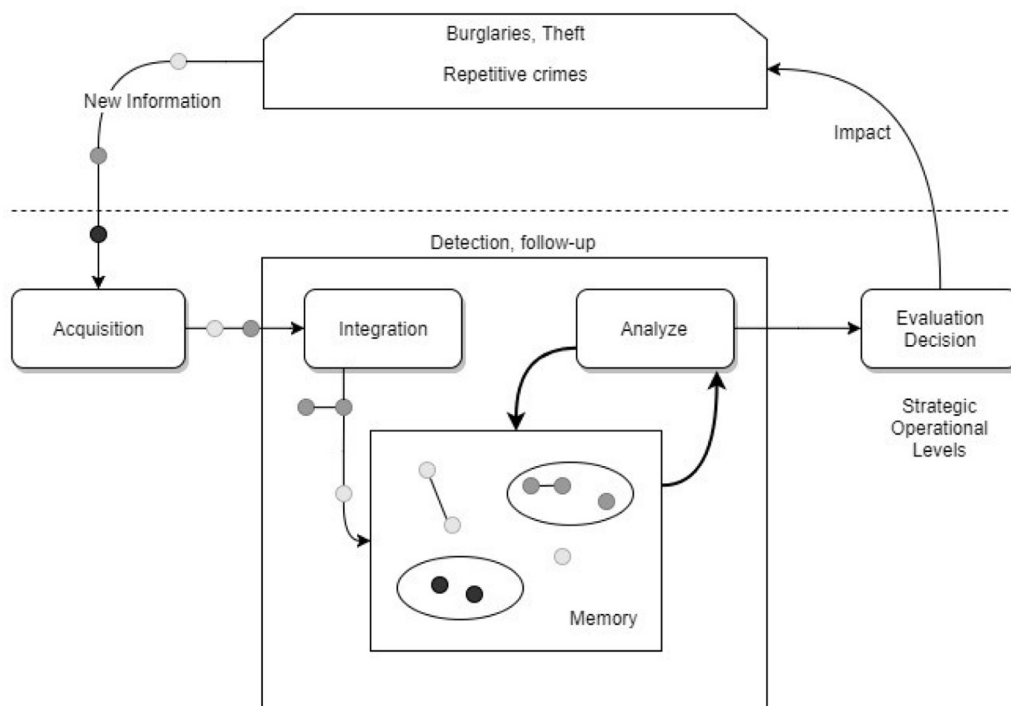 Burglaries, Theft
Repetitive crimes
New Information
Impact
Detection, follow-up
Acquisition
Integration
Analyze
Evaluation
Decision
Strategic
Operational
Levels
Memory